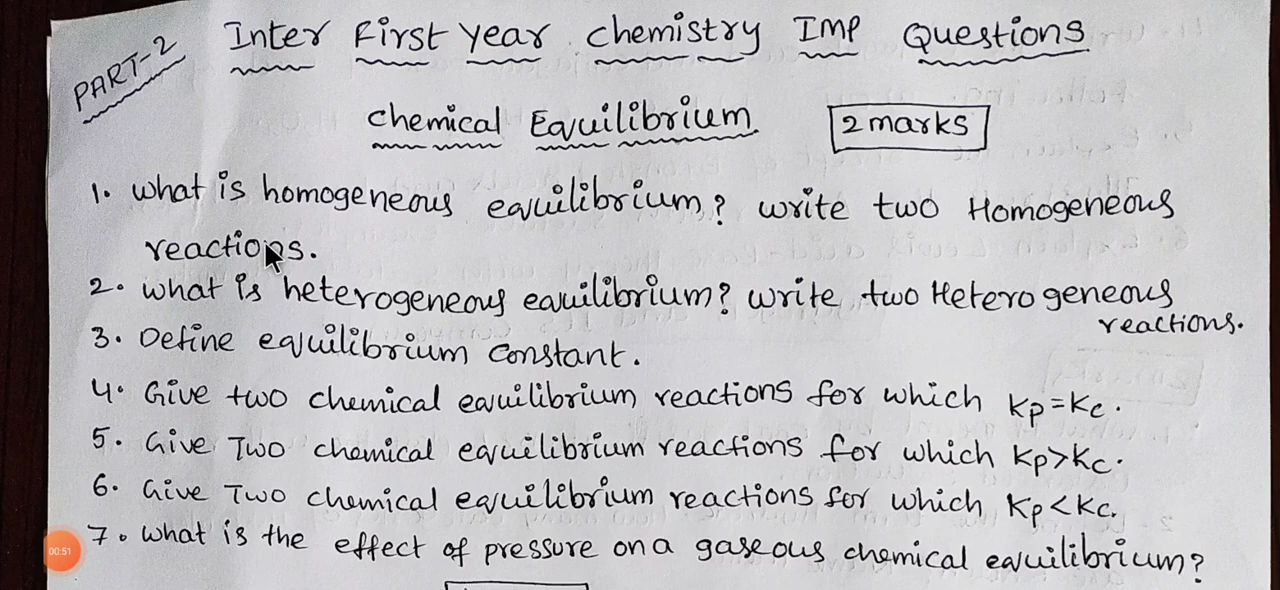 PART-2
Inter First Year Chemistry IMP Questions
Chemical Equilibrium 2 marks
1. What is homogeneous equilibrium? write two Homogeneous
reactions.
2. what is heterogeneous equilibrium? write two Heterogeneous
reactions.
3. Define equilibrium constant.
4. Give two chemical equilibrium reactions for which Kp=Kc.
5. Give Two chemical equilibrium reactions for which Kp>Kc.
6. Give Two chemical equilibrium reactions for which Kp<Kc.
7. what is the effect of pressure on a gaseous chemical equilibrium?
00:51